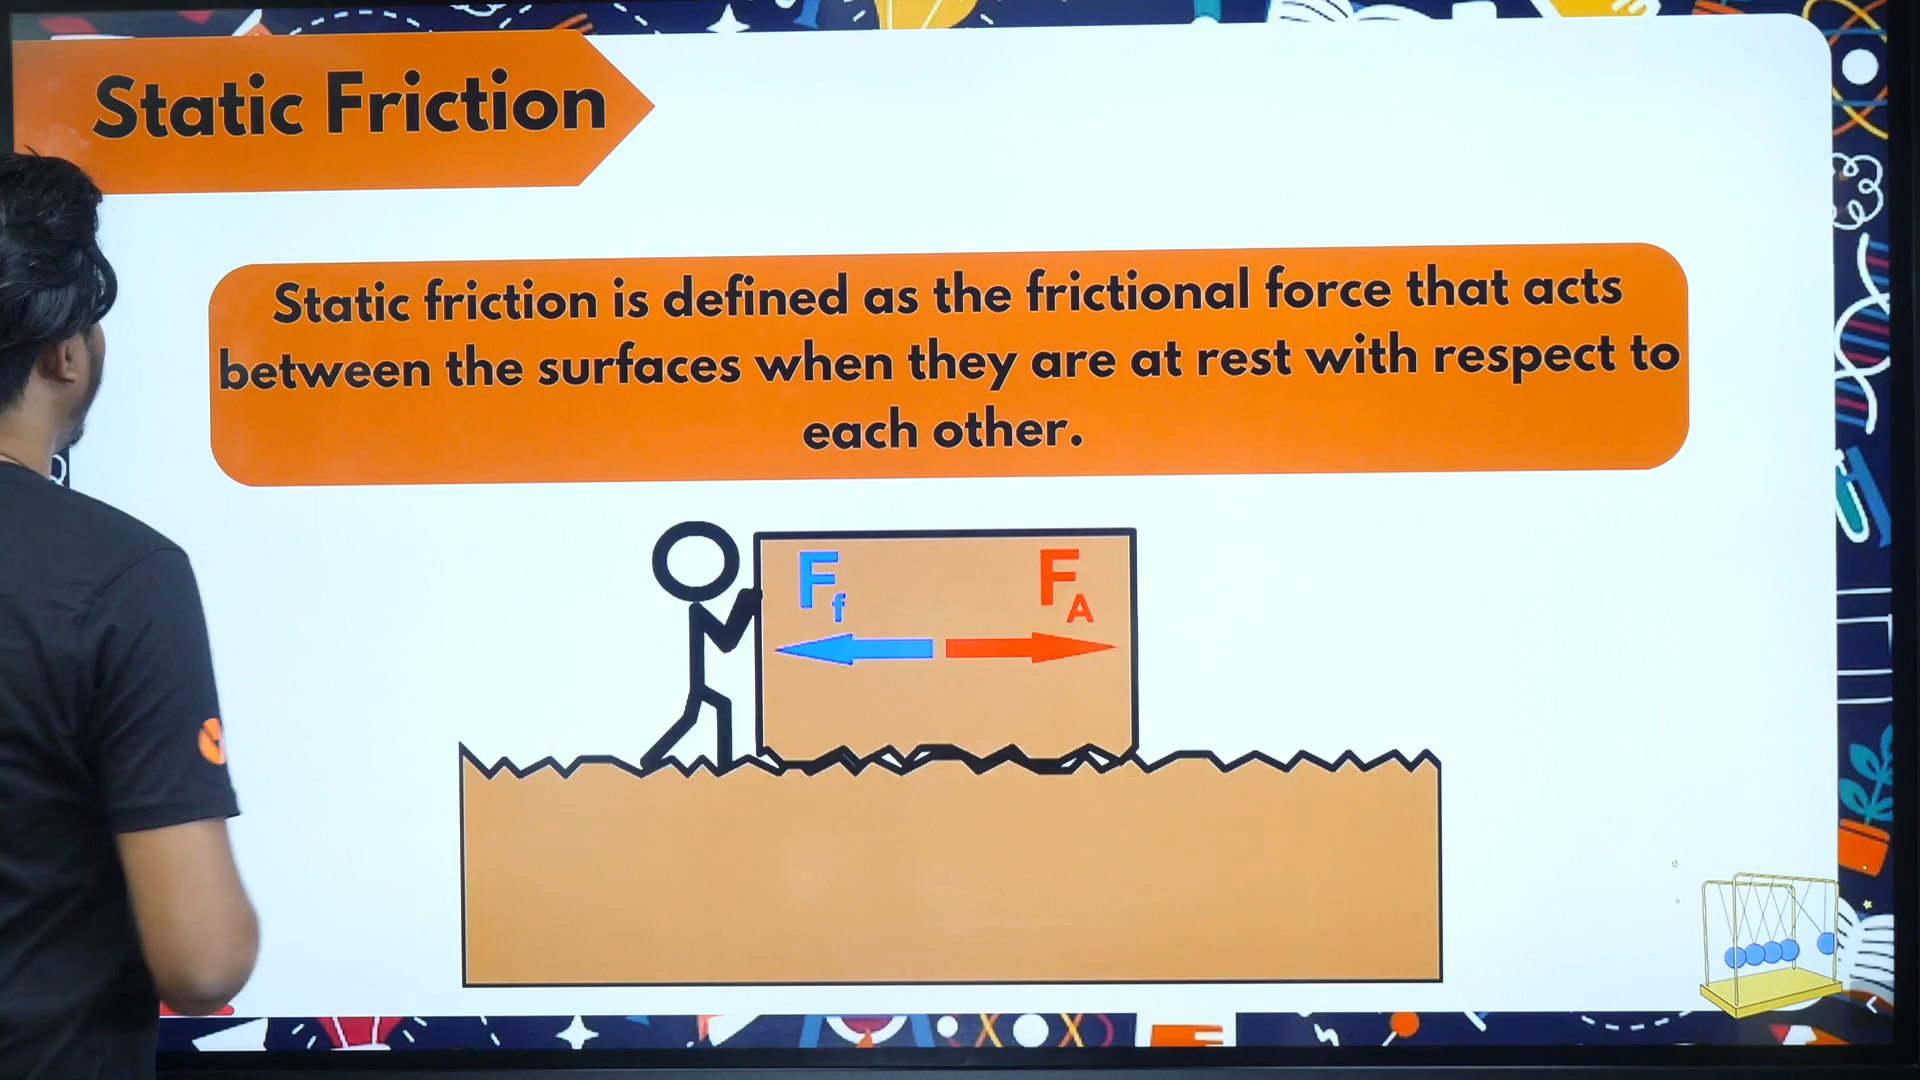 Static Friction
Static friction is defined as the frictional force that acts
between the surfaces when they are at rest with respect to
each other.
Ff
FA